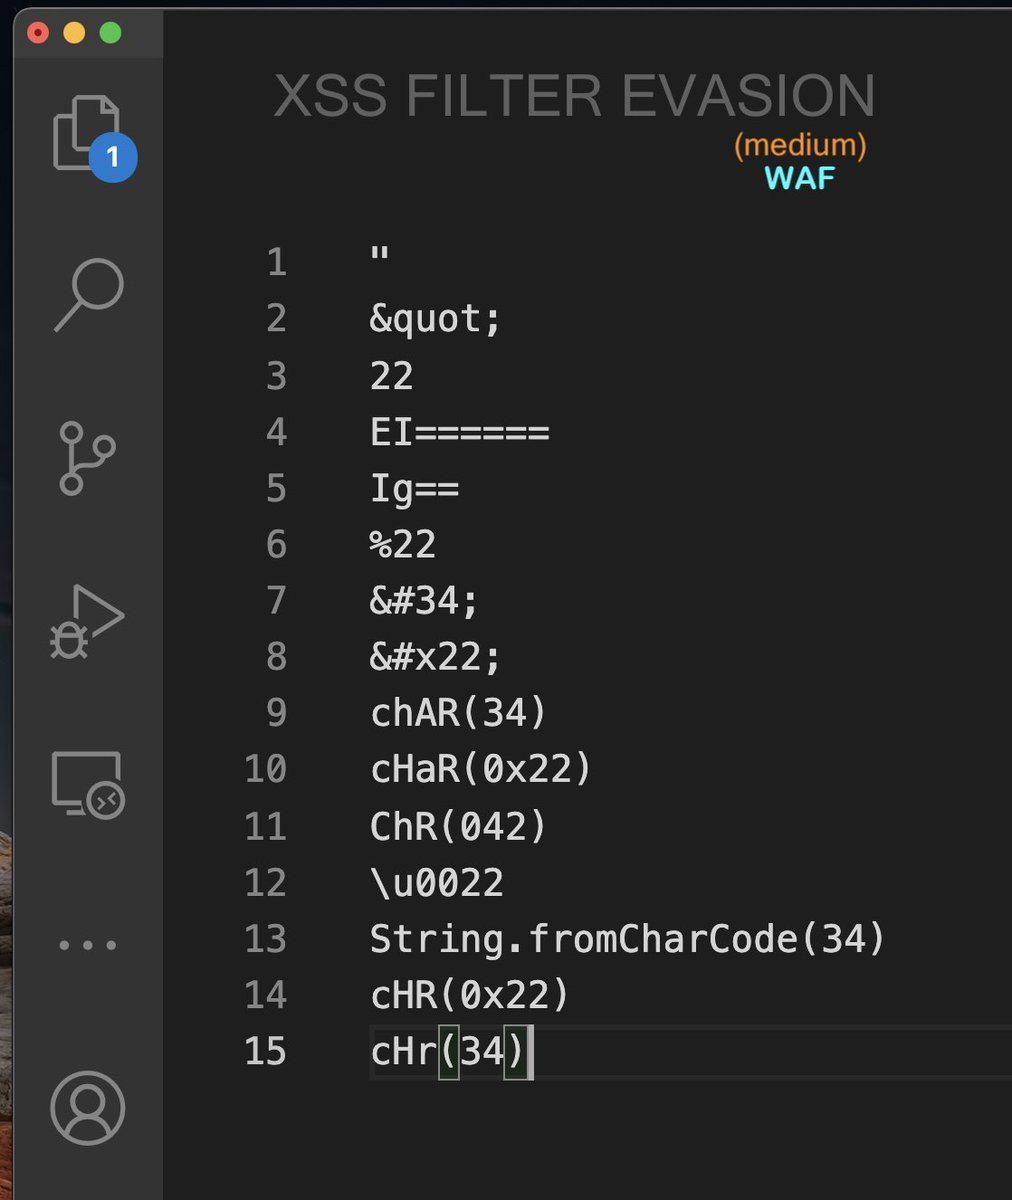 XSS FILTER EVASION
(medium)
WAF
1
1 "
2 &quot;
3 22
4 EI======
5 Ig==
6 %22
7 &#34;
8 &#x22;
9 chAR(34)
10 cHaR(0x22)
11 ChR(042)
12 \u0022
13 String.fromCharCode(34)
14 cHR(0x22)
15 cHr(34)